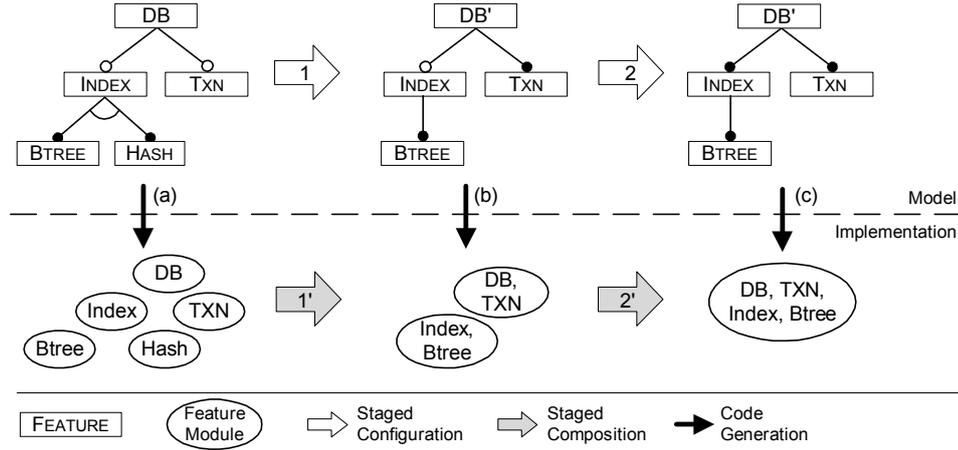 DB
DB'
DB'
INDEX
TXN
1
INDEX
TXN
2
INDEX
TXN
BTREE
HASH
BTREE
BTREE
(a)
(b)
(c)
Model
Implementation
DB
Index
TXN
Btree
Hash
1'
DB,
TXN
Index,
Btree
2'
DB, TXN,
Index, Btree
FEATURE
Feature
Module
Staged
Configuration
Staged
Composition
Code
Generation